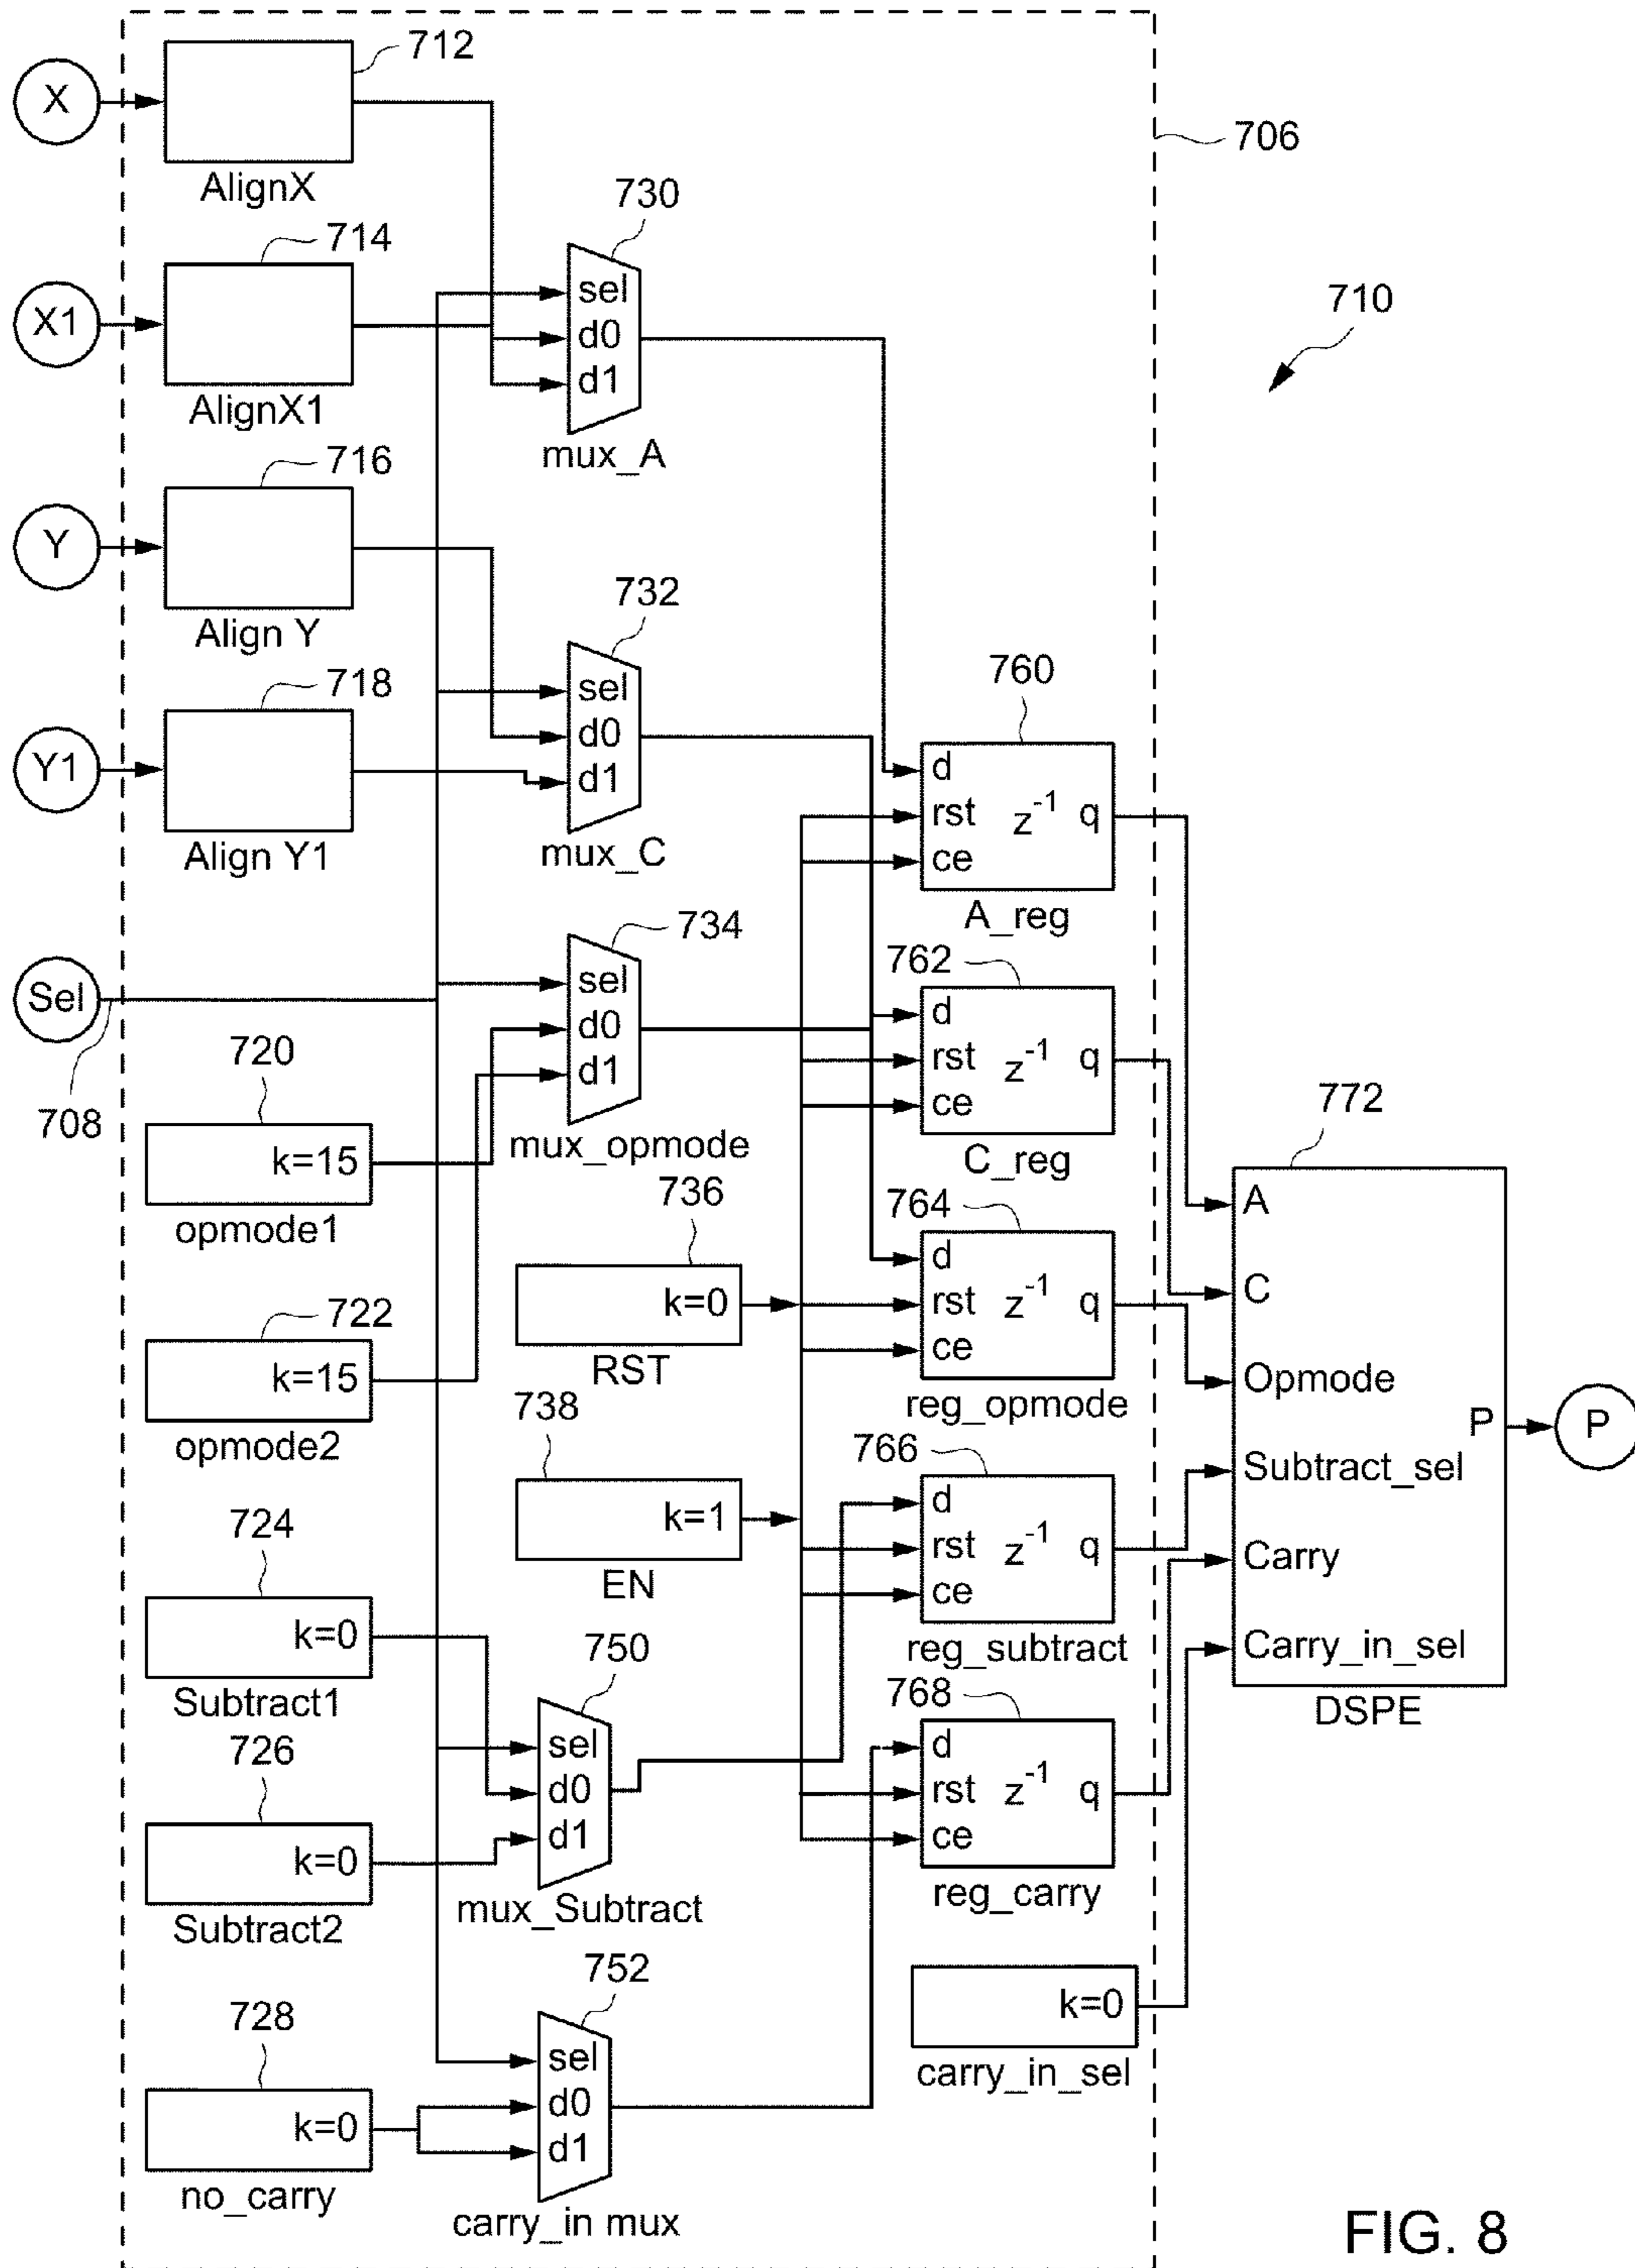 712
X
706
AlignX
730
714
X1
sel
d0
d1
710
AlignX1
mux_A
716
Y
Align Y
732
718
sel
d0
d1
760
Y1
d
rst z-1 q
ce
Align Y1
mux_C
A_reg
734
762
Sel
sel
d0
d1
d
rst z-1 q
ce
720
708
k=15
opmode1
mux_opmode
C_reg
772
736
764
A
k=0
RST
d
rst z-1 q
ce
C
722
k=15
opmode2
738
reg_opmode
Opmode
P
P
766
Subtract_sel
724
k=1
EN
d
rst z-1 q
ce
Carry
k=0
Subtract1
750
reg_subtract
Carry_in_sel
768
DSPE
726
sel
d0
d1
d
rst z-1 q
ce
k=0
Subtract2
mux_Subtract
reg_carry
752
728
k=0
carry_in_sel
sel
d0
d1
k=0
no_carry
carry_in mux
FIG. 8